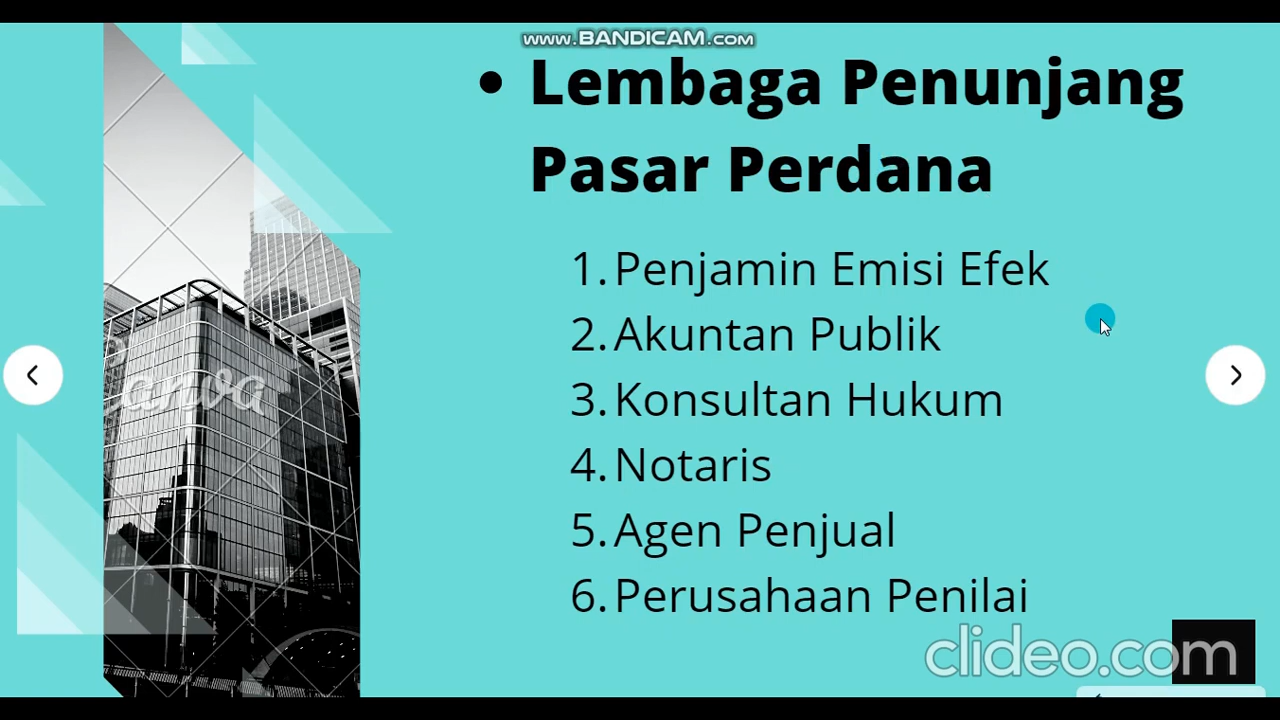 www.BANDICAM.com
• Lembaga Penunjang
Pasar Perdana
1. Penjamin Emisi Efek
2. Akuntan Publik
3. Konsultan Hukum
4. Notaris
5. Agen Penjual
6. Perusahaan Penilai
Canva
clideo.com